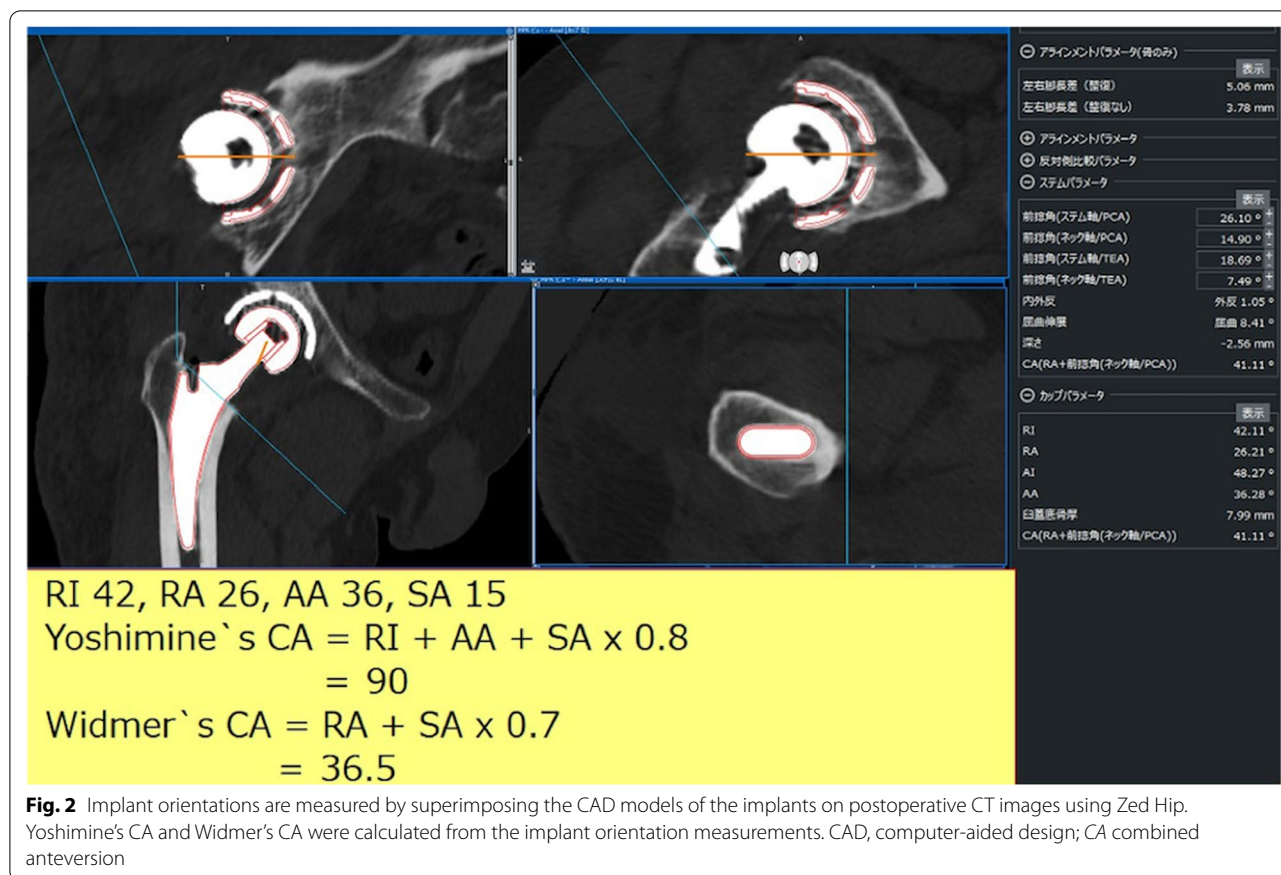 MPR ビュー - Axial [カップ 右]
T
A
アラインメントパラメータ(骨のみ)
表示
左右脚長差（整復） 5.06 mm
左右脚長差（整復なし） 3.78 mm
アラインメントパラメータ
反対側比較パラメータ
ステムパラメータ
表示
前捻角(ステム軸/PCA) 26.10 °
前捻角(ネック軸/PCA) 14.90 °
前捻角(ステム軸/TEA) 18.69 °
前捻角(ネック軸/TEA) 7.49 °
内外反 外反 1.05 °
屈曲伸展 屈曲 8.41 °
深さ -2.56 mm
CA(RA+前捻角(ネック軸/PCA)) 41.11 °
カップパラメータ
表示
RI 42.11 °
RA 26.21 °
AI 48.27 °
AA 36.28 °
臼蓋底骨厚 7.99 mm
CA(RA+前捻角(ネック軸/PCA)) 41.11 °
T
RI 42, RA 26, AA 36, SA 15
Yoshimine`s CA = RI + AA + SA x 0.8
= 90
Widmer`s CA = RA + SA x 0.7
= 36.5
Fig. 2 Implant orientations are measured by superimposing the CAD models of the implants on postoperative CT images using Zed Hip.
Yoshimine’s CA and Widmer’s CA were calculated from the implant orientation measurements. CAD, computer-aided design; CA combined
anteversion